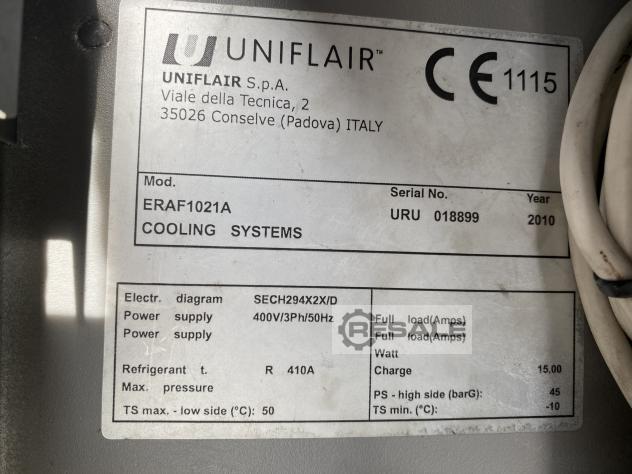 UNIFLAIR™
UNIFLAIR S.p.A.
Viale della Tecnica, 2
35026 Conselve (Padova) ITALY
CE 1115
Mod.
ERAF1021A
COOLING SYSTEMS
Serial No.
URU 018899
Year
2010
Electr. diagram SECH294X2X/D
Power supply 400V/3Ph/50Hz
Power supply
Refrigerant t. R 410A
Max. pressure
TS max. - low side (°C): 50
Full load(Amps)
Full load(Amps)
Watt
Charge 15,00
PS - high side (barG): 45
TS min. (°C): -10
RESALE